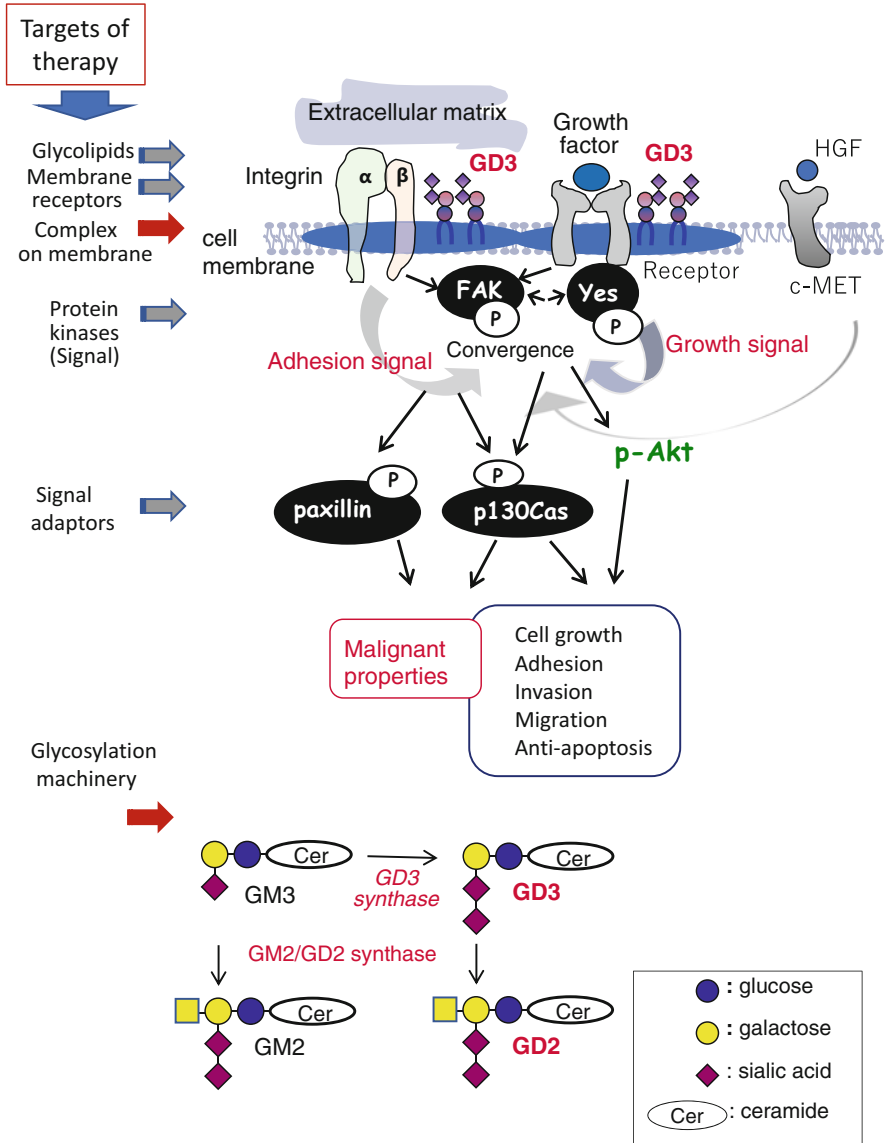 Targets of
therapy
Glycolipids
Membrane
receptors
Complex
on membrane
Protein
kinases
(Signal)
Signal
adaptors
Extracellular matrix
Growth
factor
GD3
GD3
HGF
Integrin
α
β
cell
membrane
Receptor
c-MET
FAK
Yes
P
P
Convergence
Adhesion signal
Growth signal
p-Akt
P
P
paxillin
p130Cas
Malignant
properties
Cell growth
Adhesion
Invasion
Migration
Anti-apoptosis
Glycosylation
machinery
Cer
GM3
GD3
synthase
Cer
GD3
GM2/GD2 synthase
Cer
GM2
Cer
GD2
: glucose
: galactose
: sialic acid
Cer : ceramide